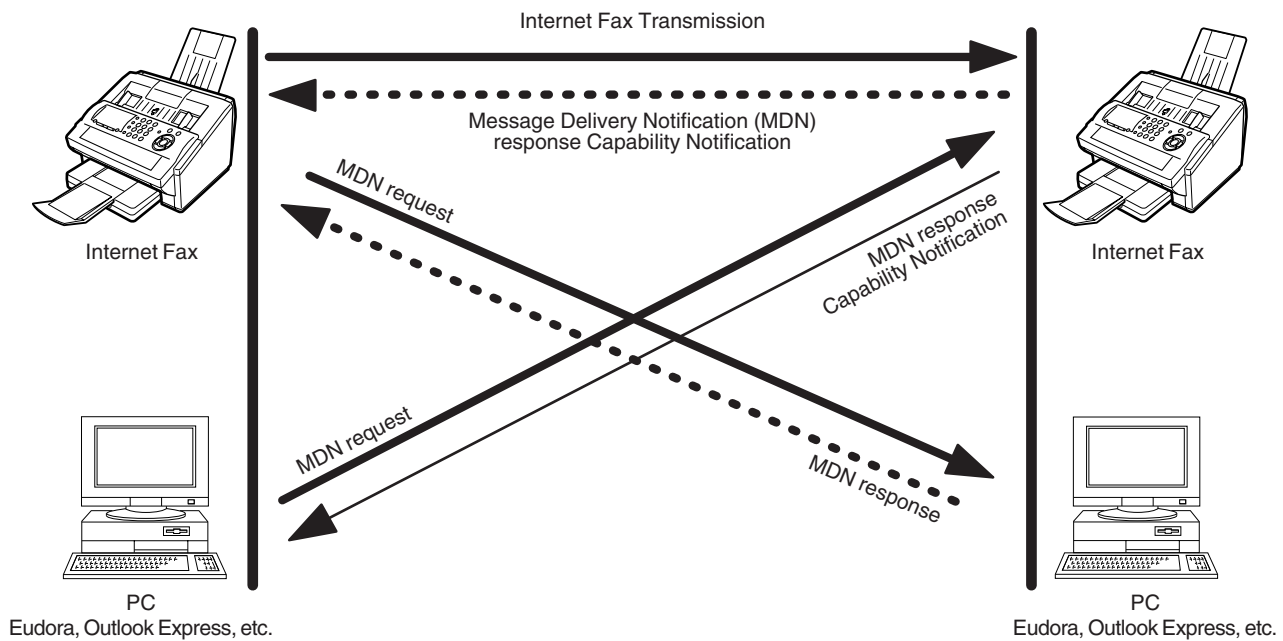 Internet Fax Transmission
Message Delivery Notification (MDN)
response Capability Notification
MDN request
MDN response
Capability Notification
Internet Fax
Internet Fax
MDN request
MDN response
PC
Eudora, Outlook Express, etc.
PC
Eudora, Outlook Express, etc.